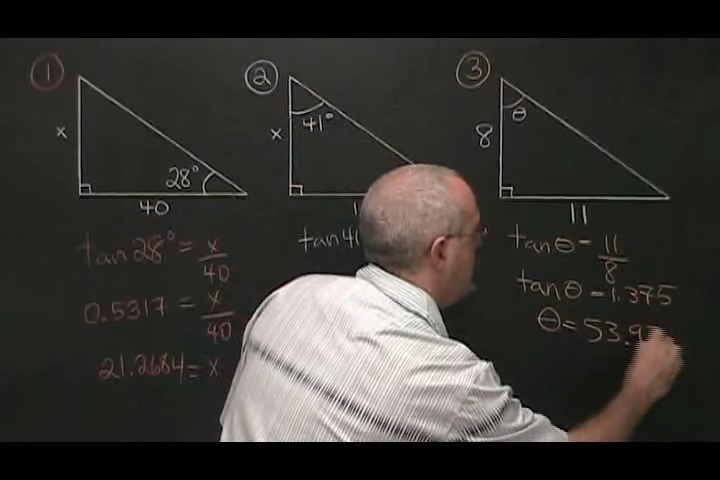 1
x
28°
40
tan 28° = x/40
0.5317 = x/40
21.2684 = x
2
41°
x
tan 4
3
θ
8
11
tan θ = 11/8
tan θ = 1.375
θ = 53.9